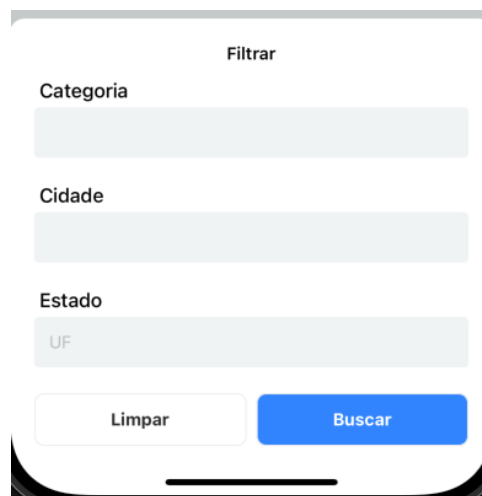 Filtrar
Categoria
Cidade
Estado
UF
Limpar Buscar